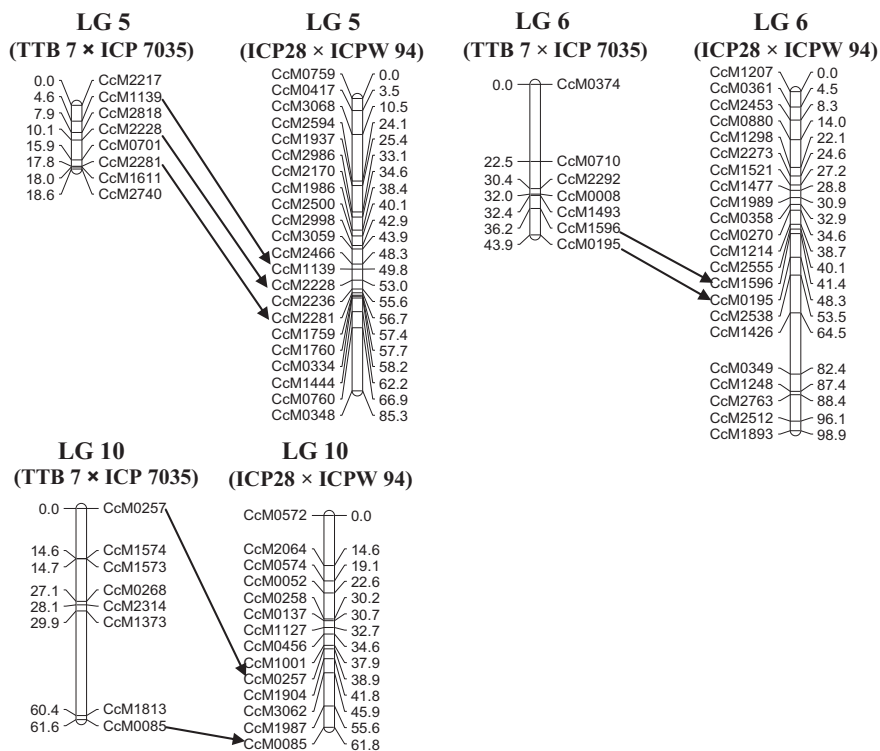 LG 5
(TTB 7 × ICP 7035)
0.0 CcM2217
4.6 CcM1139
7.9 CcM2818
10.1 CcM2228
15.9 CcM0701
17.8 CcM2281
18.0 CcM1611
18.6 CcM2740
LG 5
(ICP28 × ICPW 94)
CcM0759 0.0
CcM0417 3.5
CcM3068 10.5
CcM2594 24.1
CcM1937 25.4
CcM2986 33.1
CcM2170 34.6
CcM1986 38.4
CcM2500 40.1
CcM2998 42.9
CcM3059 43.9
CcM2466 48.3
CcM1139 49.8
CcM2228 53.0
CcM2236 55.6
CcM2281 56.7
CcM1759 57.4
CcM1760 57.7
CcM0334 58.2
CcM1444 62.2
CcM0760 66.9
CcM0348 85.3
LG 6
(TTB 7 × ICP 7035)
0.0 CcM0374
22.5 CcM0710
30.4 CcM2292
32.0 CcM0008
32.4 CcM1493
36.2 CcM1596
43.9 CcM0195
LG 6
(ICP28 × ICPW 94)
CcM1207 0.0
CcM0361 4.5
CcM2453 8.3
CcM0880 14.0
CcM1298 22.1
CcM2273 24.6
CcM1521 27.2
CcM1477 28.8
CcM1989 30.9
CcM0358 32.9
CcM0270 34.6
CcM1214 38.7
CcM2555 40.1
CcM1596 41.4
CcM0195 48.3
CcM2538 53.5
CcM1426 64.5
CcM0349 82.4
CcM1248 87.4
CcM2763 88.4
CcM2512 96.1
CcM1893 98.9
LG 10
(TTB 7 × ICP 7035)
0.0 CcM0257
14.6 CcM1574
14.7 CcM1573
27.1 CcM0268
28.1 CcM2314
29.9 CcM1373
60.4 CcM1813
61.6 CcM0085
LG 10
(ICP28 × ICPW 94)
CcM0572 0.0
CcM2064 14.6
CcM0574 19.1
CcM0052 22.6
CcM0258 30.2
CcM0137 30.7
CcM1127 32.7
CcM0456 34.6
CcM1001 37.9
CcM0257 38.9
CcM1904 41.8
CcM3062 45.9
CcM1987 55.6
CcM0085 61.8